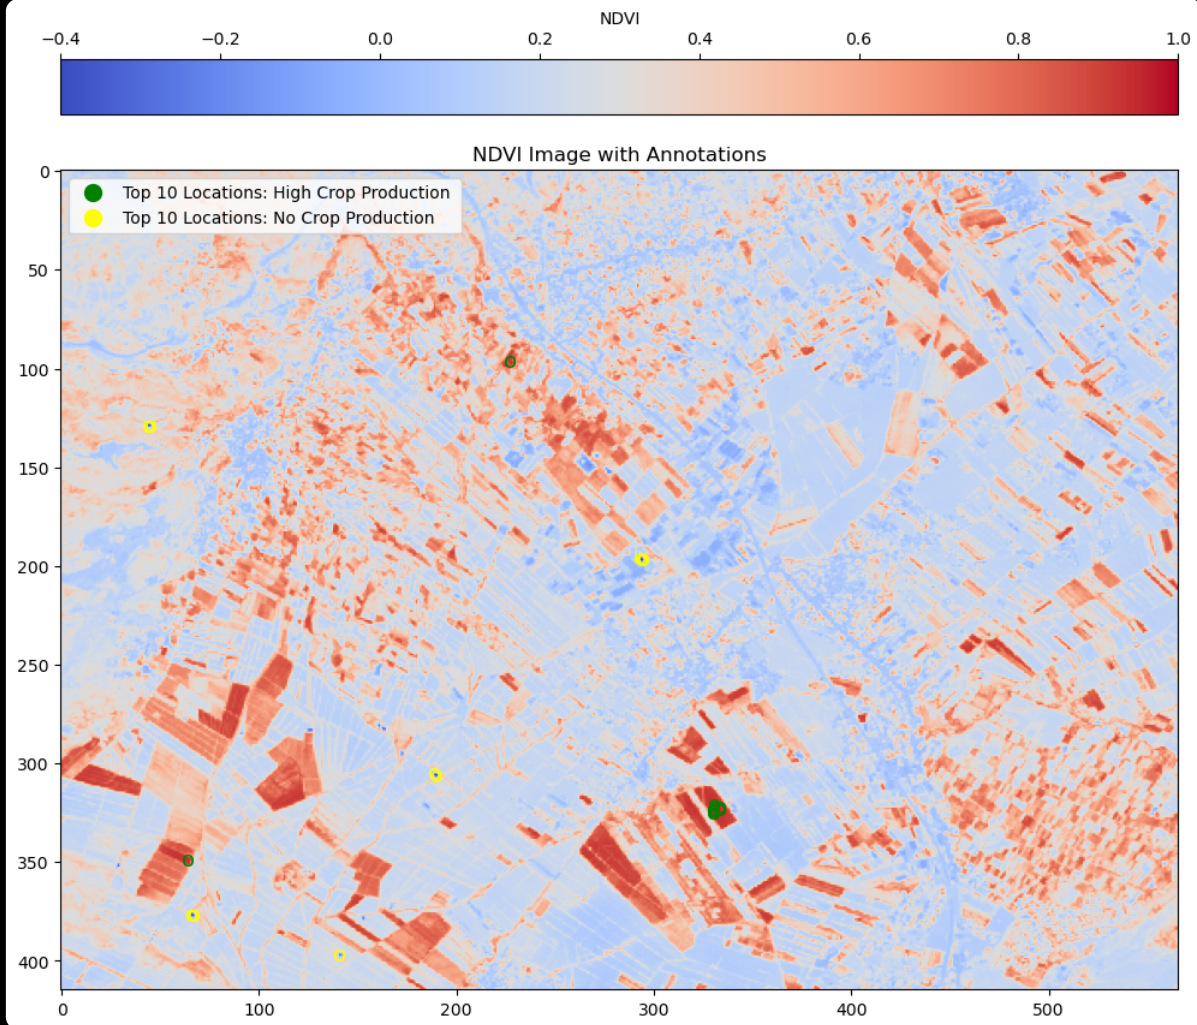 NDVI
−0.4 −0.2 0.0 0.2 0.4 0.6 0.8 1.0
NDVI Image with Annotations
Top 10 Locations: High Crop Production
Top 10 Locations: No Crop Production
0
50
100
150
200
250
300
350
400
0 100 200 300 400 500